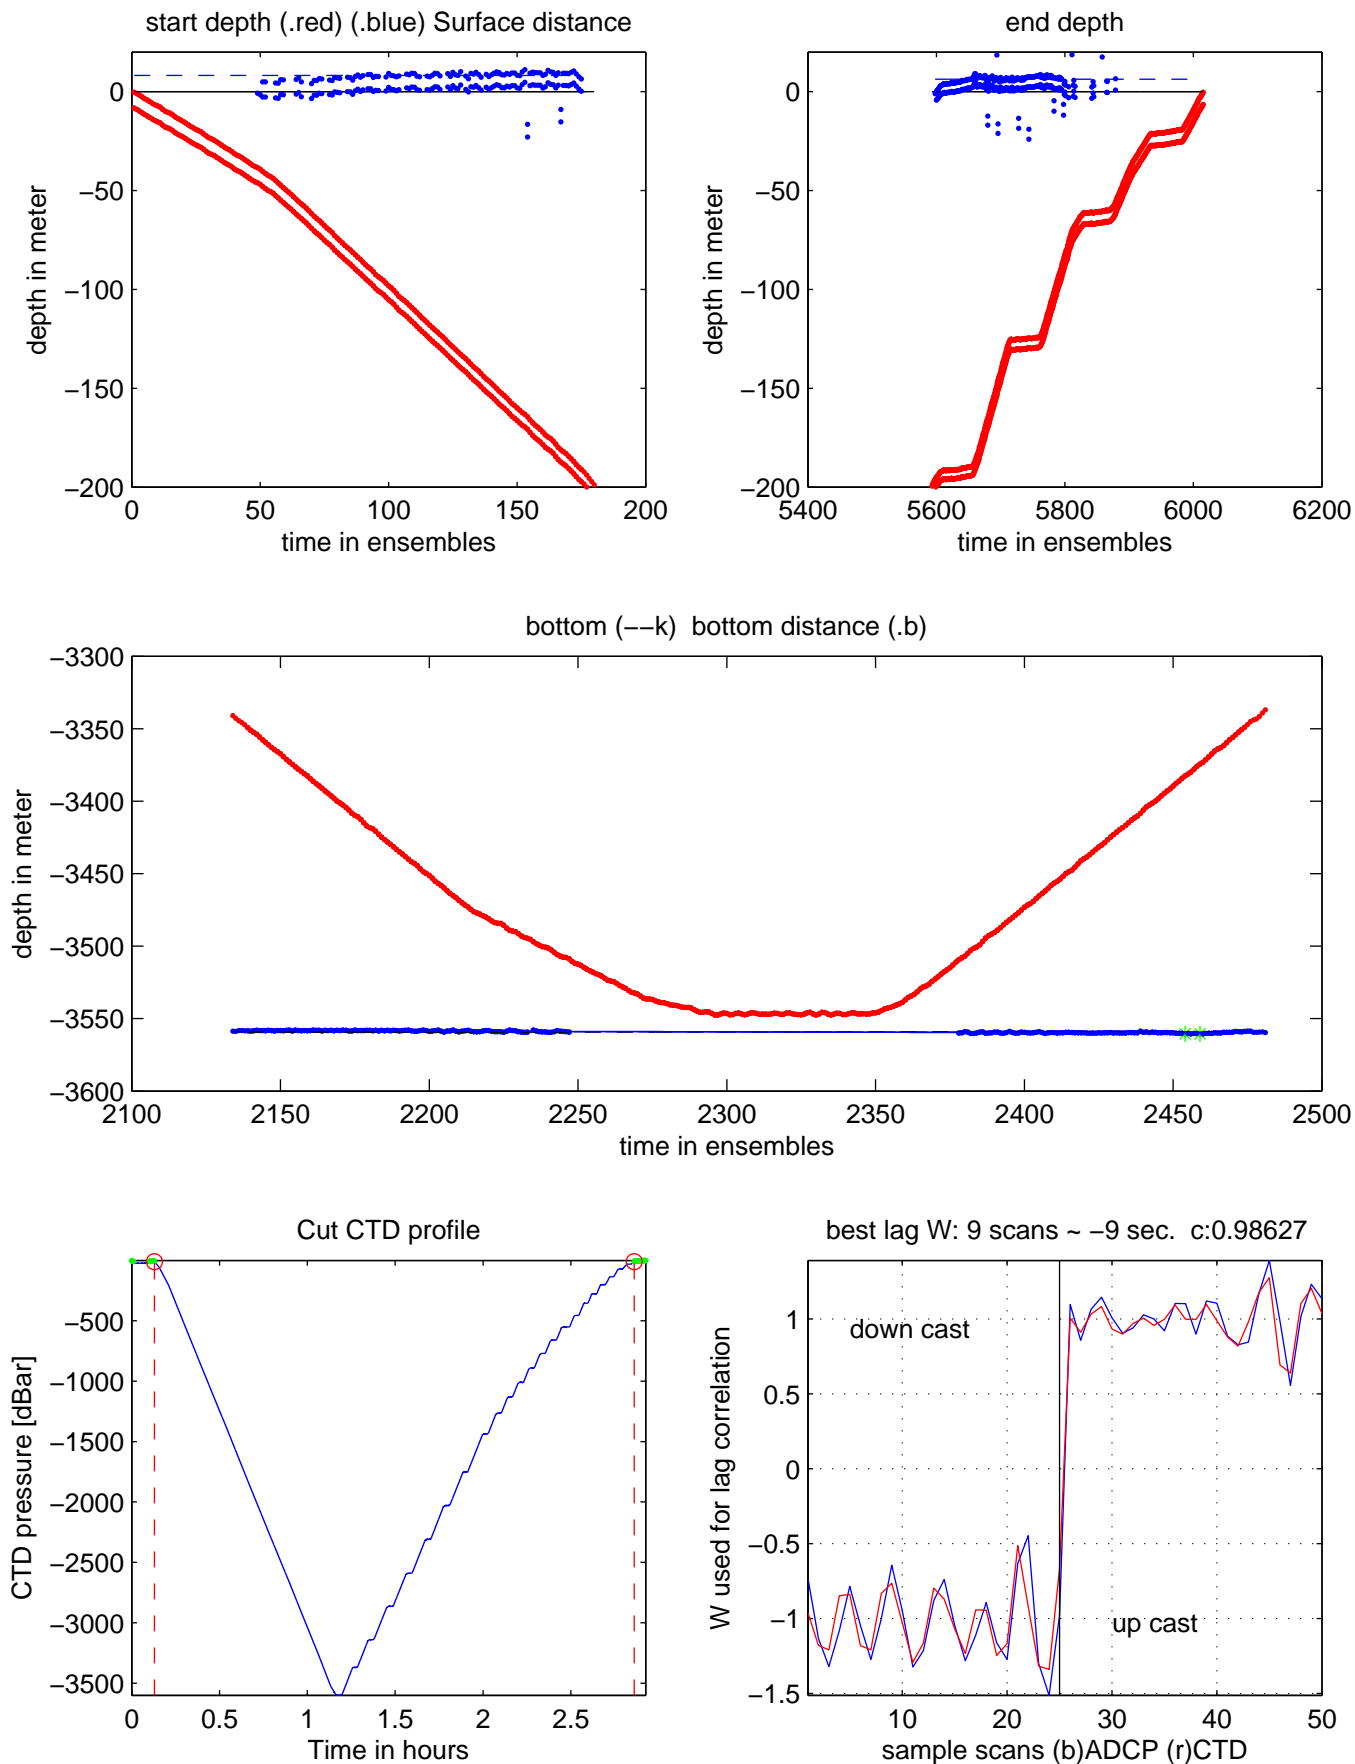 start depth (.red) (.blue) Surface distance
0
−50
−100
−150
−200
depth in meter
0 50 100 150 200
time in ensembles
end depth
0
−50
−100
−150
−200
depth in meter
5400 5600 5800 6000 6200
time in ensembles
bottom (−−k)  bottom distance (.b)
−3300
−3350
−3400
−3450
−3500
−3550
−3600
depth in meter
2100 2150 2200 2250 2300 2350 2400 2450 2500
time in ensembles
Cut CTD profile
−500
−1000
−1500
−2000
−2500
−3000
−3500
CTD pressure [dBar]
0 0.5 1 1.5 2 2.5
Time in hours
best lag W: 9 scans ~ −9 sec.  c:0.98627
1
0.5
0
−0.5
−1
−1.5
W used for lag correlation
down cast
up cast
10 20 30 40 50
sample scans (b)ADCP (r)CTD